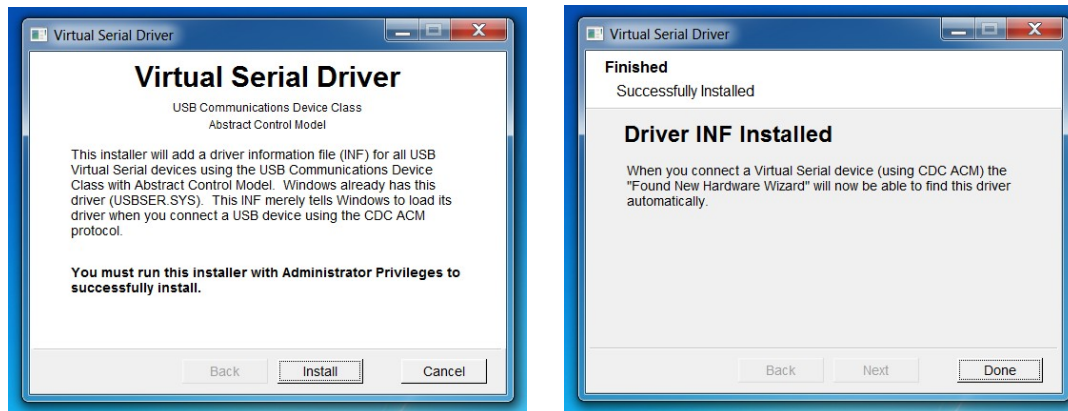 Virtual Serial Driver
Virtual Serial Driver
USB Communications Device Class
Abstract Control Model
This installer will add a driver information file (INF) for all USB
Virtual Serial devices using the USB Communications Device
Class with Abstract Control Model.  Windows already has this
driver (USBSER.SYS).  This INF merely tells Windows to load its
driver when you connect a USB device using the CDC ACM
protocol.
You must run this installer with Administrator Privileges to
successfully install.
Back
Install
Cancel
Virtual Serial Driver
Finished
Successfully Installed
Driver INF Installed
When you connect a Virtual Serial device (using CDC ACM) the
"Found New Hardware Wizard" will now be able to find this driver
automatically.
Back
Next
Done